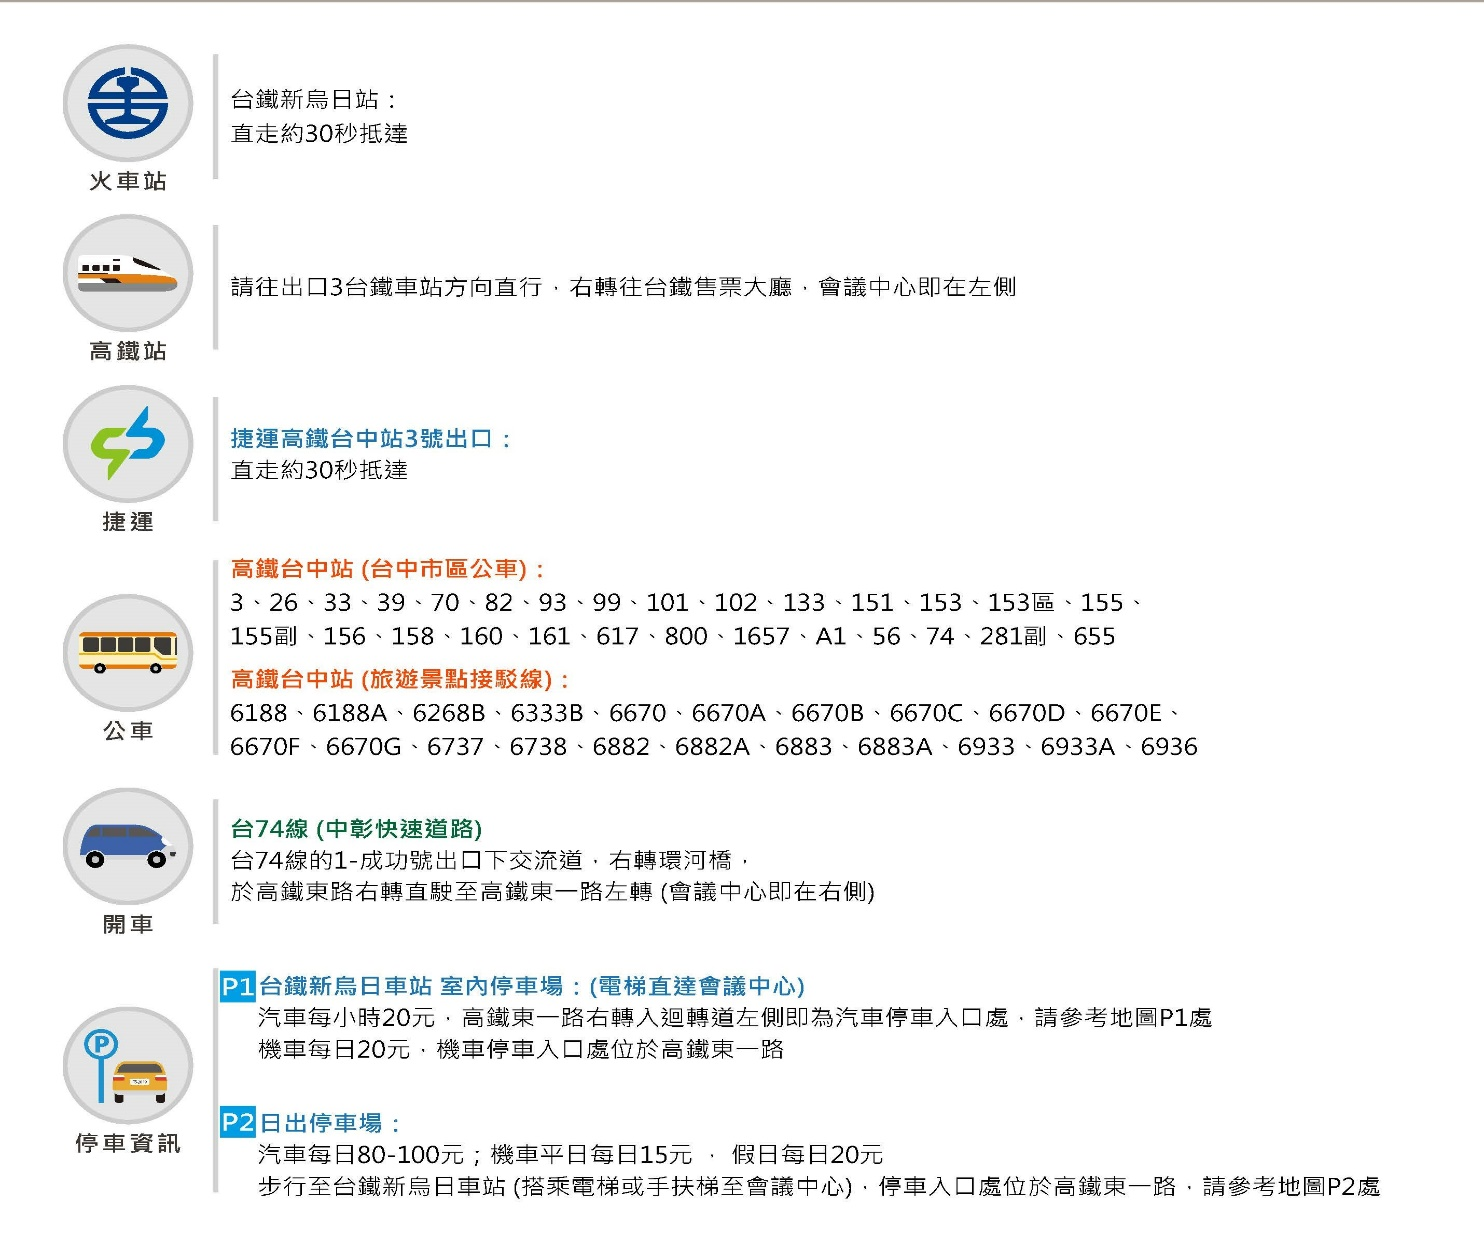 火車站
台鐵新烏日站：
直走約30秒抵達
高鐵站
請往出口3台鐵車站方向直行，右轉往台鐵售票大廳，會議中心即在左側
捷運
捷運高鐵台中站3號出口：
直走約30秒抵達
公車
高鐵台中站 (台中市區公車)：
3、26、33、39、70、82、93、99、101、102、133、151、153、153區、155、
155副、156、158、160、161、617、800、1657、A1、56、74、281副、655
高鐵台中站 (旅遊景點接駁線)：
6188、6188A、6268B、6333B、6670、6670A、6670B、6670C、6670D、6670E、
6670F、6670G、6737、6738、6882、6882A、6883、6883A、6933、6933A、6936
開車
台74線 (中彰快速道路)
台74線的1-成功號出口下交流道，右轉環河橋，
於高鐵東路右轉直駛至高鐵東一路左轉 (會議中心即在右側)
停車資訊
P1 台鐵新烏日車站 室內停車場：(電梯直達會議中心)
汽車每小時20元，高鐵東一路右轉入迴轉道左側即為汽車停車入口處，請參考地圖P1處
機車每日20元，機車停車入口處位於高鐵東一路
P2 日出停車場：
汽車每日80-100元；機車平日每日15元 ， 假日每日20元
步行至台鐵新烏日車站 (搭乘電梯或手扶梯至會議中心)，停車入口處位於高鐵東一路，請參考地圖P2處